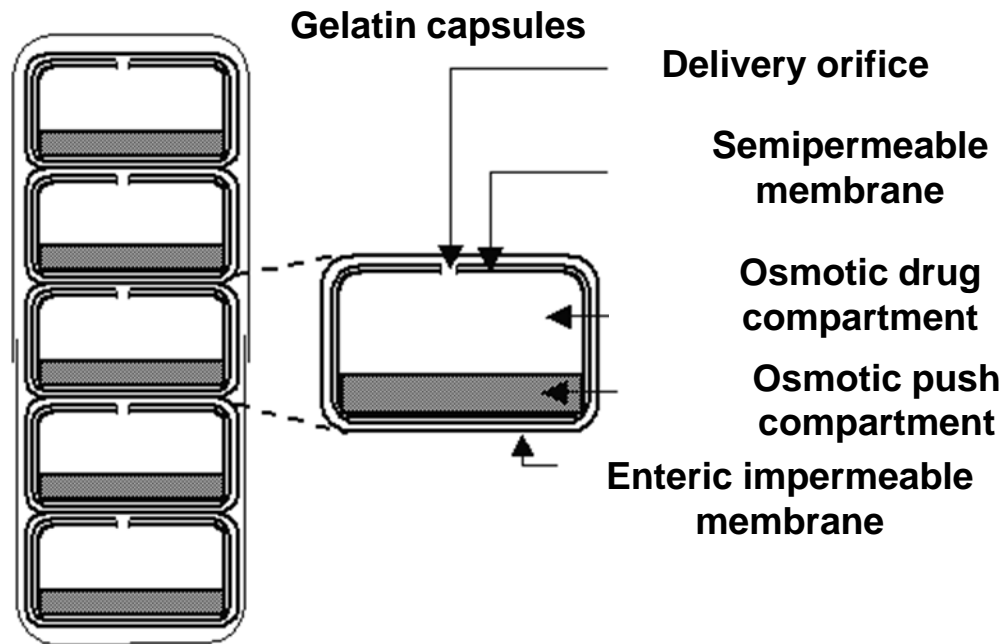 Gelatin capsules
Delivery orifice
Semipermeable
membrane
Osmotic drug
compartment
Osmotic push
compartment
Enteric impermeable
membrane